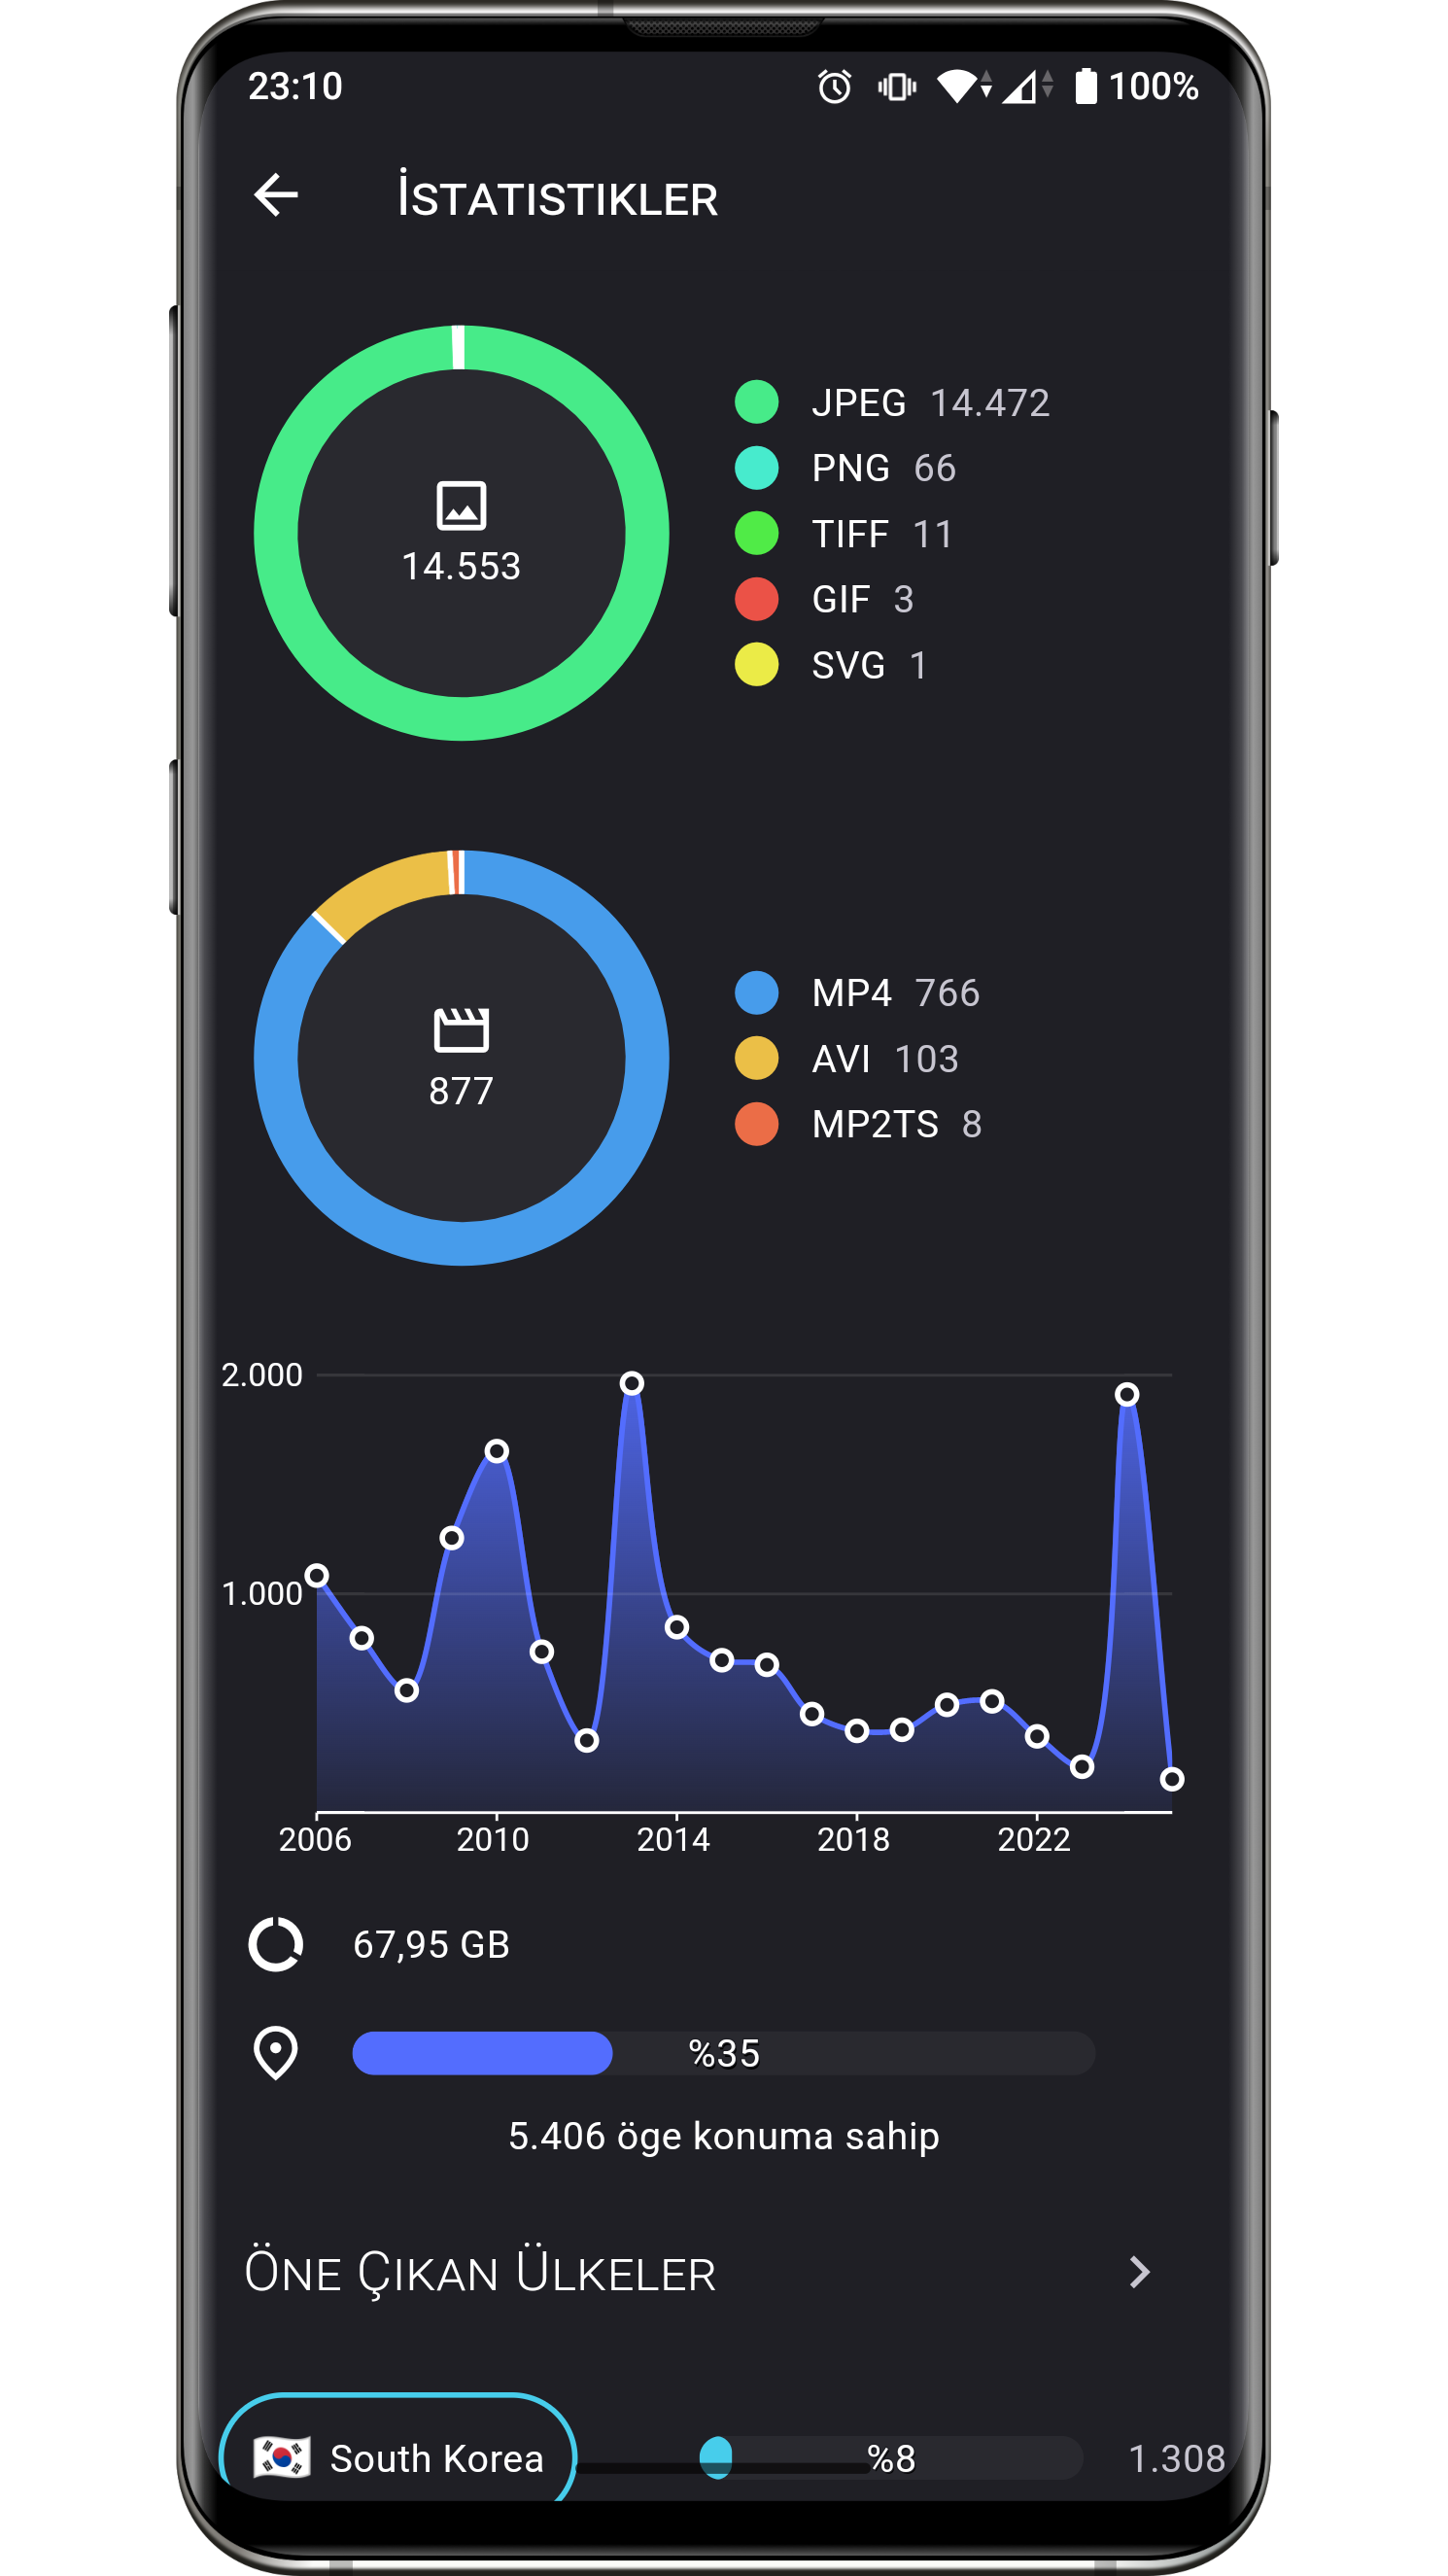 23:10 100%
İSTATISTIKLER
JPEG 14.472
PNG 66
TIFF 11
GIF 3
SVG 1
14.553
MP4 766
AVI 103
MP2TS 8
877
2.000
1.000
2006 2010 2014 2018 2022
67,95 GB
%35
5.406 öge konuma sahip
ÖNE ÇIKAN ÜLKELER
South Korea %8 1.308